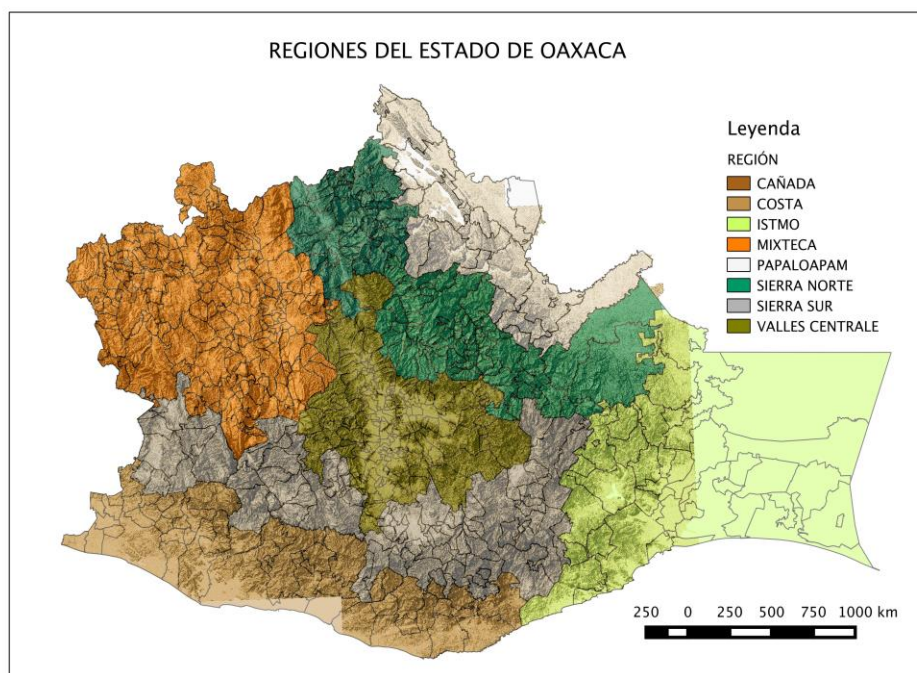 REGIONES DEL ESTADO DE OAXACA
Leyenda
REGIÓN
CAÑADA
COSTA
ISTMO
MIXTECA
PAPALOAPAM
SIERRA NORTE
SIERRA SUR
VALLES CENTRALE
250 0 250 500 750 1000 km